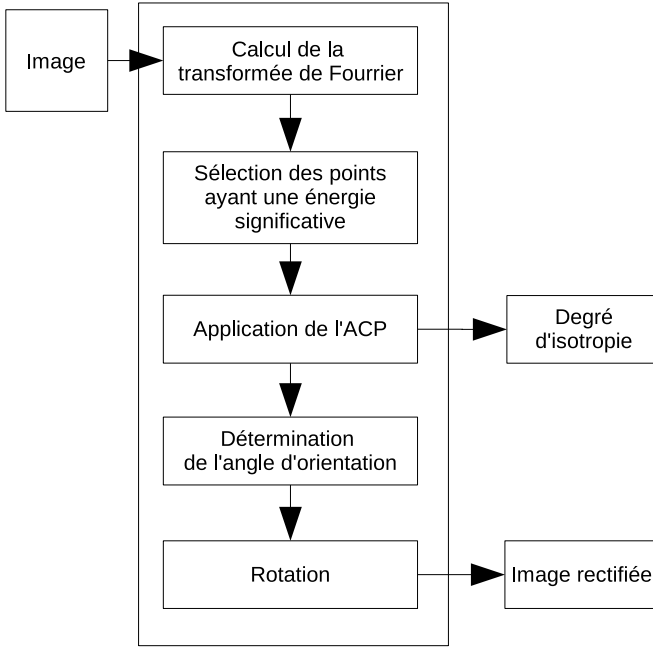 Image
Calcul de la
transformée de Fourrier
Sélection des points
ayant une énergie
significative
Application de l'ACP
Degré
d'isotropie
Détermination
de l'angle d'orientation
Rotation
Image rectifiée